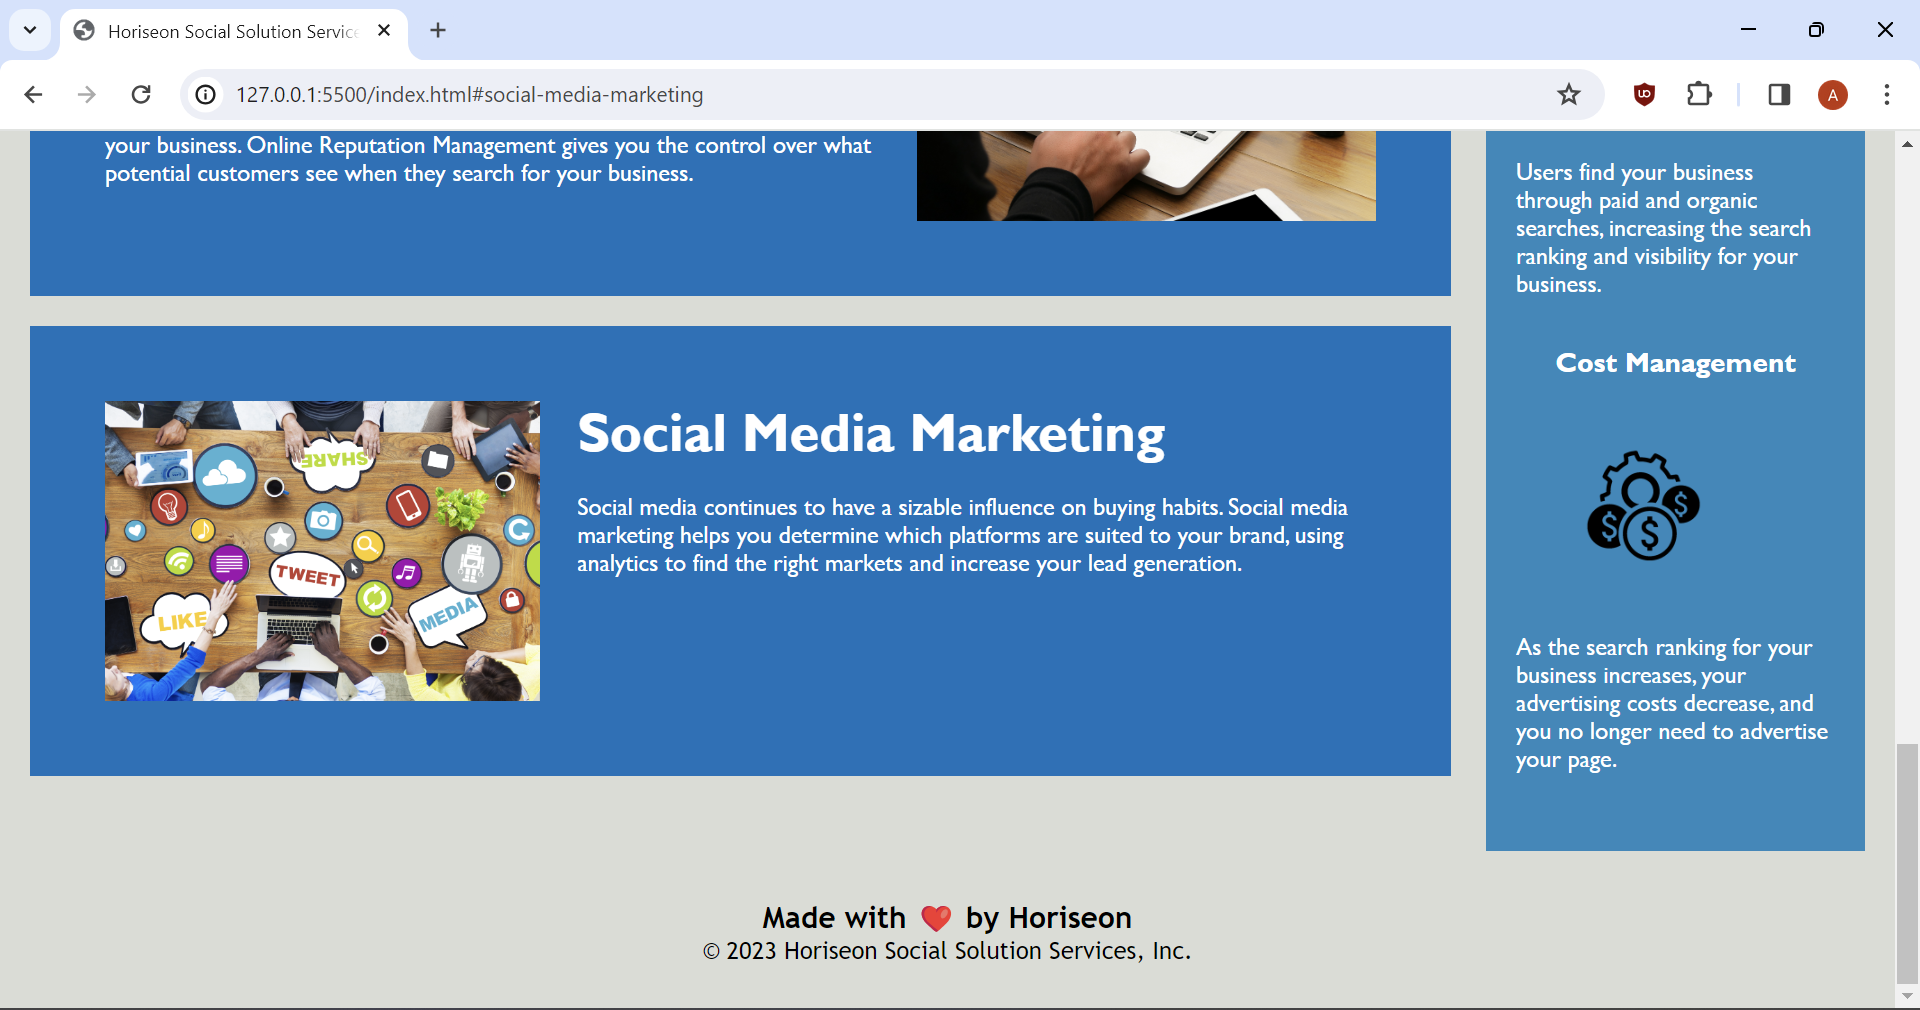 Horiseon Social Solution Servic
127.0.0.1:5500/index.html#social-media-marketing
A
your business. Online Reputation Management gives you the control over what
potential customers see when they search for your business.
SHARE
TWEET
LIKE
MEDIA
Social Media Marketing
Social media continues to have a sizable influence on buying habits. Social media
marketing helps you determine which platforms are suited to your brand, using
analytics to find the right markets and increase your lead generation.
Users find your business
through paid and organic
searches, increasing the search
ranking and visibility for your
business.
Cost Management
$
$
$
As the search ranking for your
business increases, your
advertising costs decrease, and
you no longer need to advertise
your page.
Made with ❤️ by Horiseon
© 2023 Horiseon Social Solution Services, Inc.